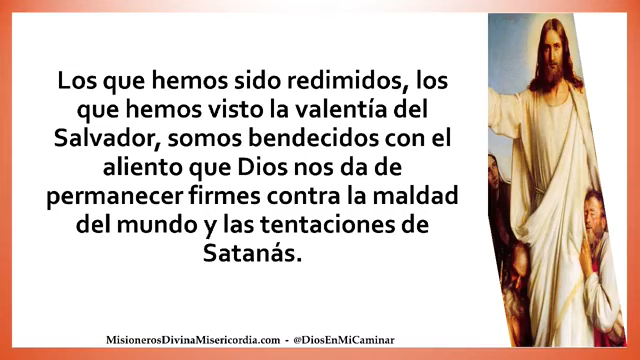 Los que hemos sido redimidos, los
que hemos visto la valentía del
Salvador, somos bendecidos con el
aliento que Dios nos da de
permanecer firmes contra la maldad
del mundo y las tentaciones de
Satanás.
MisionerosDivinaMisericordia.com - @DiosEnMiCaminar